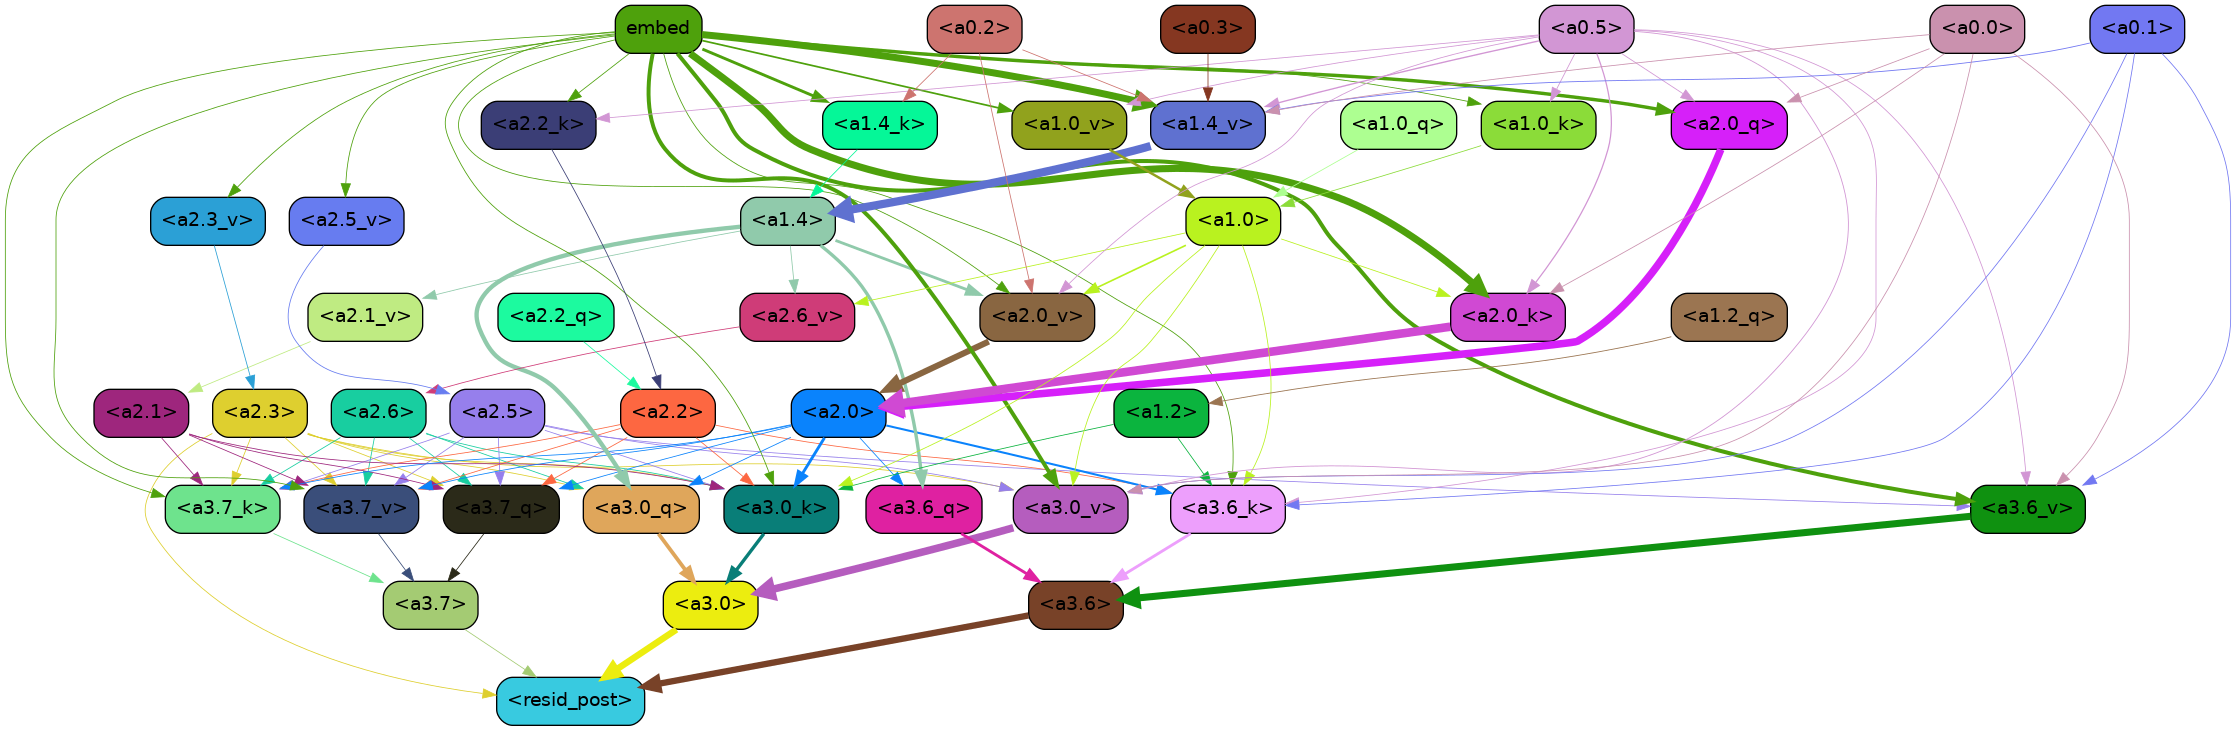 embed
<a0.2>
<a0.3>
<a0.5>
<a0.0>
<a0.1>
<a2.2_k>
<a1.4_k>
<a1.0_v>
<a1.4_v>
<a1.0_q>
<a1.0_k>
<a2.0_q>
<a2.3_v>
<a2.5_v>
<a1.4>
<a1.0>
<a2.1_v>
<a2.2_q>
<a2.6_v>
<a2.0_v>
<a2.0_k>
<a1.2_q>
<a2.1>
<a2.3>
<a2.6>
<a2.5>
<a2.2>
<a2.0>
<a1.2>
<a3.7_k>
<a3.7_v>
<a3.7_q>
<a3.0_q>
<a3.0_k>
<a3.6_q>
<a3.0_v>
<a3.6_k>
<a3.6_v>
<a3.7>
<a3.0>
<a3.6>
<resid_post>